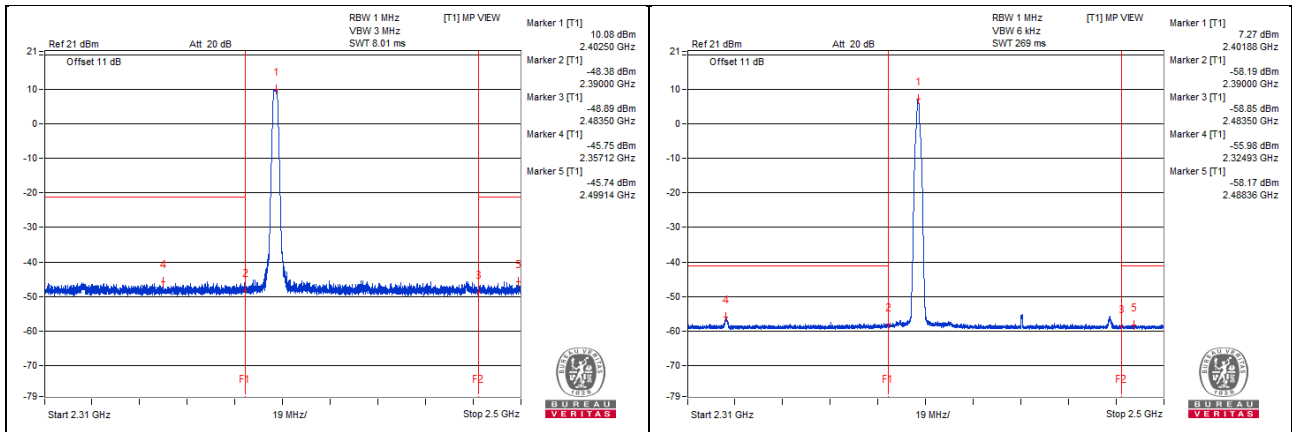 RBW 1 MHz [T1] MP VIEW
VBW 3 MHz
Ref 21 dBm Att 20 dB SWT 8.01 ms
Offset 11 dB
21
10
0
-10
-20
-30
-40
-50
-60
-70
-79
1
2
3
4
5
F1
F2
Start 2.31 GHz 19 MHz/ Stop 2.5 GHz
Marker 1 [T1]
10.08 dBm
2.40250 GHz
Marker 2 [T1]
-48.38 dBm
2.39000 GHz
Marker 3 [T1]
-48.89 dBm
2.48350 GHz
Marker 4 [T1]
-45.75 dBm
2.35712 GHz
Marker 5 [T1]
-45.74 dBm
2.49914 GHz
BUREAU VERITAS
1828
BUREAU
VERITAS
RBW 1 MHz [T1] MP VIEW
VBW 6 kHz
Ref 21 dBm Att 20 dB SWT 269 ms
Offset 11 dB
21
10
0
-10
-20
-30
-40
-50
-60
-70
-79
1
2
3
4
5
F1
F2
Start 2.31 GHz 19 MHz/ Stop 2.5 GHz
Marker 1 [T1]
7.27 dBm
2.40188 GHz
Marker 2 [T1]
-58.19 dBm
2.39000 GHz
Marker 3 [T1]
-58.85 dBm
2.48350 GHz
Marker 4 [T1]
-55.98 dBm
2.32493 GHz
Marker 5 [T1]
-58.17 dBm
2.48836 GHz
BUREAU VERITAS
1828
BUREAU
VERITAS